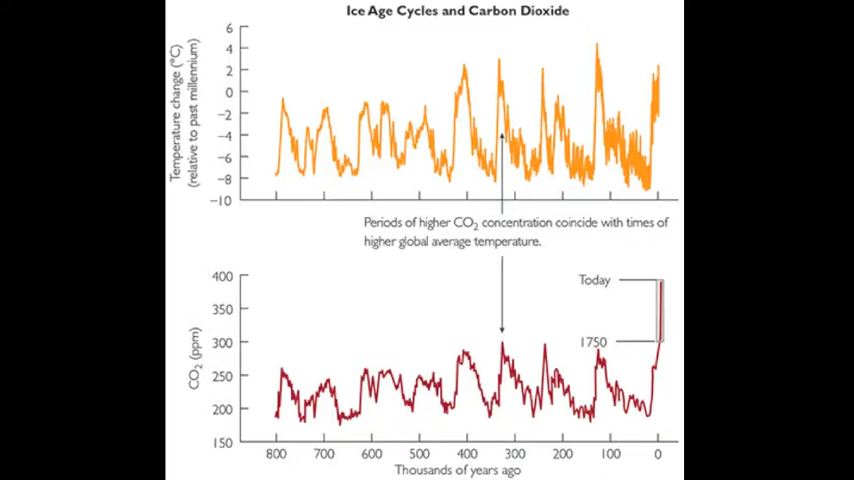 Ice Age Cycles and Carbon Dioxide
Temperature change (°C)
(relative to past millennium)
6
4
2
0
−2
−4
−6
−8
−10
Periods of higher CO₂ concentration coincide with times of
higher global average temperature.
CO₂ (ppm)
400
350
300
250
200
150
Today
1750
800 700 600 500 400 300 200 100 0
Thousands of years ago